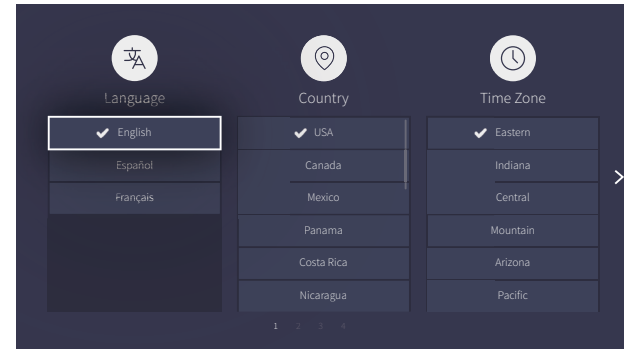 Language
Country
Time Zone
English
Español
Français
USA
Canada
Mexico
Panama
Costa Rica
Nicaragua
Eastern
Indiana
Central
Mountain
Arizona
Pacific
1 2 3 4